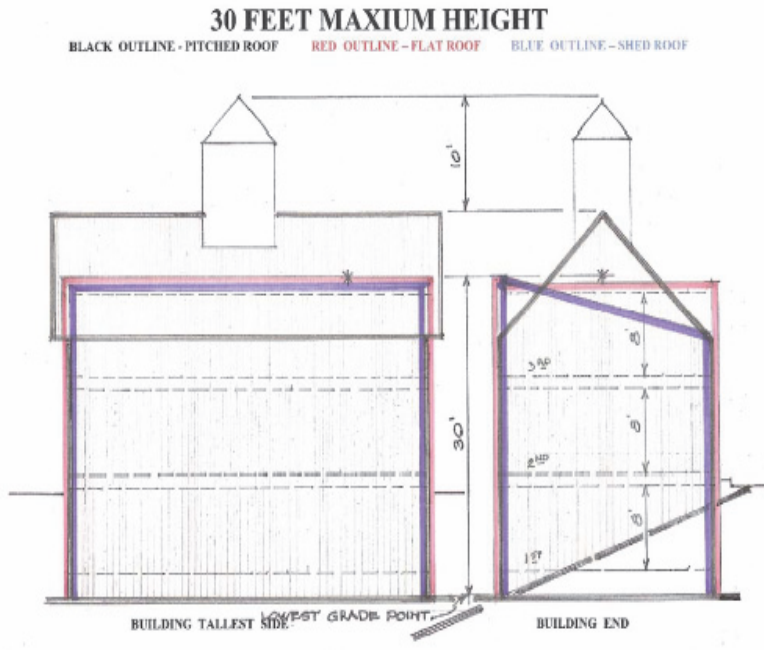 30 FEET MAXIUM HEIGHT
BLACK OUTLINE - PITCHED ROOF RED OUTLINE – FLAT ROOF BLUE OUTLINE – SHED ROOF
10'
30'
8'
3RD
8'
2ND
8'
1ST
LOWEST GRADE POINT
BUILDING TALLEST SIDE
BUILDING END